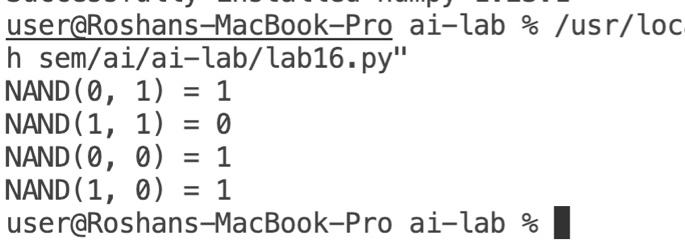 user@Roshans-MacBook-Pro ai-lab % /usr/loc
h sem/ai/ai-lab/lab16.py"
NAND(0, 1) = 1
NAND(1, 1) = 0
NAND(0, 0) = 1
NAND(1, 0) = 1
user@Roshans-MacBook-Pro ai-lab %